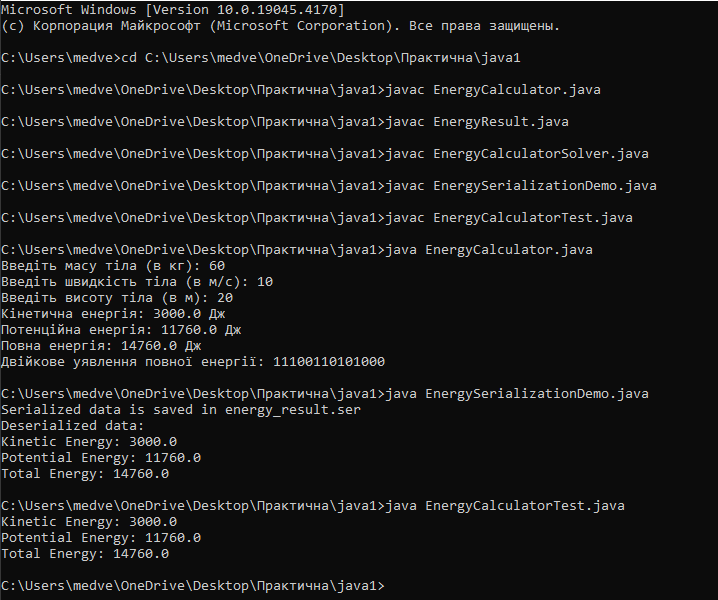 Microsoft Windows [Version 10.0.19045.4170]
(c) Корпорация Майкрософт (Microsoft Corporation). Все права защищены.
C:\Users\medve>cd C:\Users\medve\OneDrive\Desktop\Практична\java1
C:\Users\medve\OneDrive\Desktop\Практична\java1>javac EnergyCalculator.java
C:\Users\medve\OneDrive\Desktop\Практична\java1>javac EnergyResult.java
C:\Users\medve\OneDrive\Desktop\Практична\java1>javac EnergyCalculatorSolver.java
C:\Users\medve\OneDrive\Desktop\Практична\java1>javac EnergySerializationDemo.java
C:\Users\medve\OneDrive\Desktop\Практична\java1>javac EnergyCalculatorTest.java
C:\Users\medve\OneDrive\Desktop\Практична\java1>java EnergyCalculator.java
Введіть масу тіла (в кг): 60
Введіть швидкість тіла (в м/с): 10
Введіть висоту тіла (в м): 20
Кінетична енергія: 3000.0 Дж
Потенційна енергія: 11760.0 Дж
Повна енергія: 14760.0 Дж
Двійкове уявлення повної енергії: 11100110101000
C:\Users\medve\OneDrive\Desktop\Практична\java1>java EnergySerializationDemo.java
Serialized data is saved in energy_result.ser
Deserialized data:
Kinetic Energy: 3000.0
Potential Energy: 11760.0
Total Energy: 14760.0
C:\Users\medve\OneDrive\Desktop\Практична\java1>java EnergyCalculatorTest.java
Kinetic Energy: 3000.0
Potential Energy: 11760.0
Total Energy: 14760.0
C:\Users\medve\OneDrive\Desktop\Практична\java1>